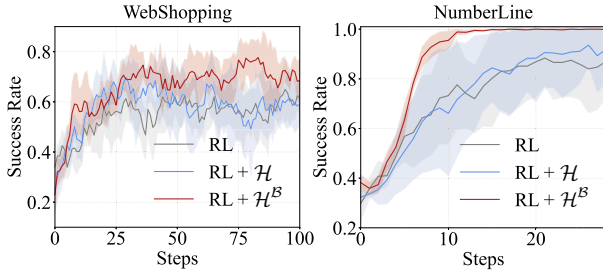 WebShopping
Success Rate
0.8
0.6
0.4
0.2
0
25
50
75
100
Steps
RL
RL + ℋ
RL + ℋᴮ
NumberLine
Success Rate
1.0
0.8
0.6
0.4
0.2
0
10
20
Steps
RL
RL + ℋ
RL + ℋᴮ